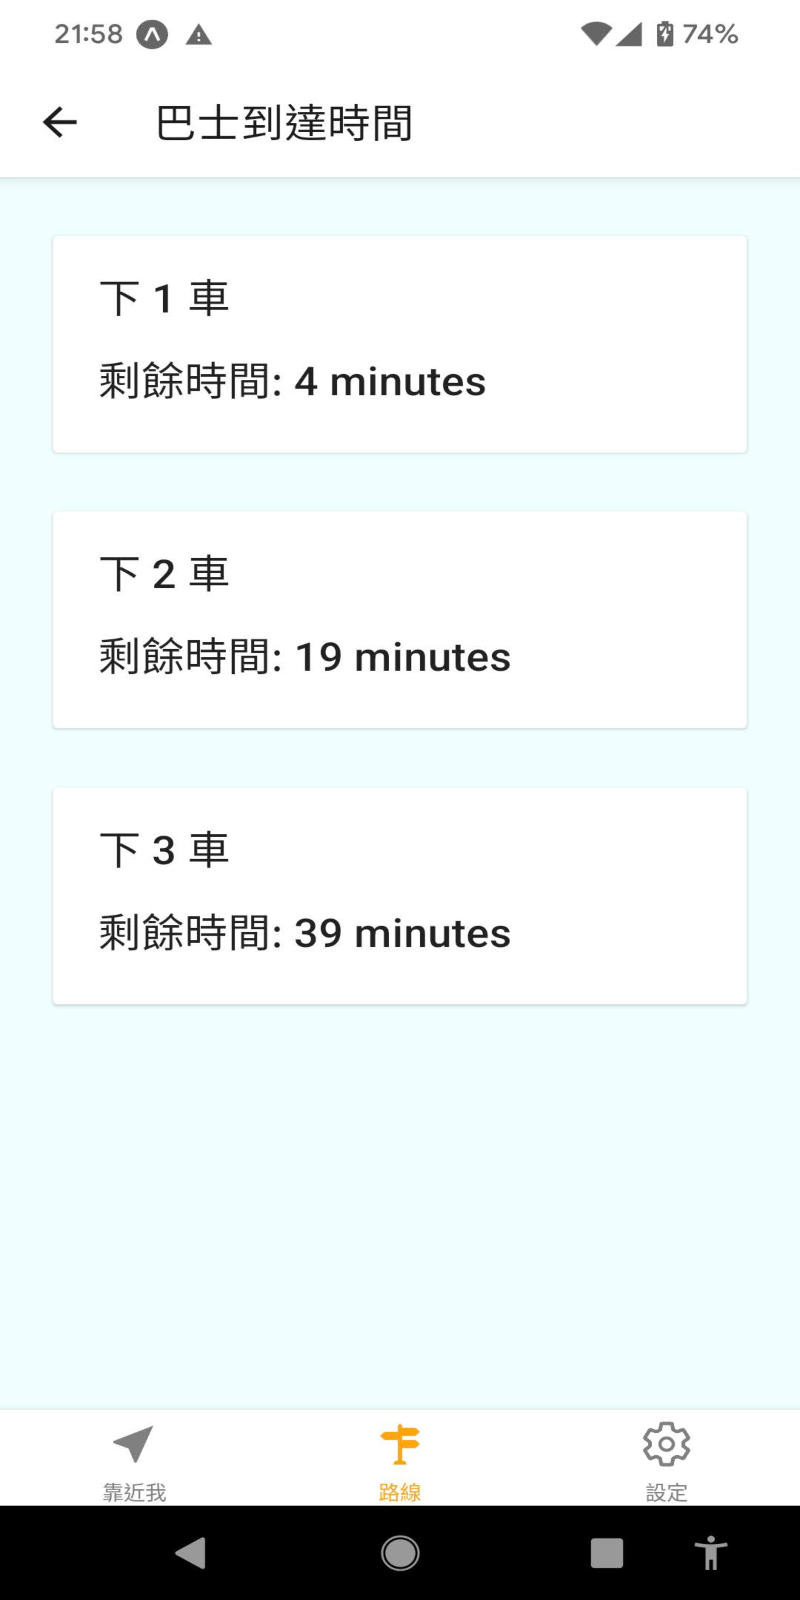 21:58 74%
巴士到達時間
下 1 車
剩餘時間: 4 minutes
下 2 車
剩餘時間: 19 minutes
下 3 車
剩餘時間: 39 minutes
靠近我 路線 設定